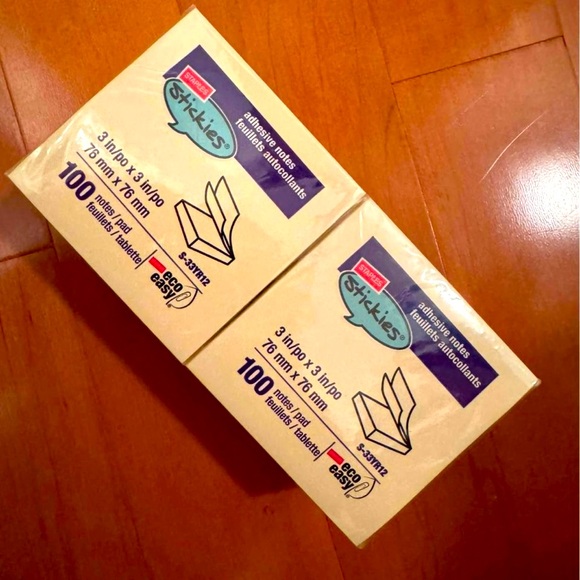 STAPLES
Stickies®
adhesive notes
feuillets autocollants
3 in/po x 3 in/po
76 mm x 76 mm
100 notes / pad
feuillets / tablette
S-33YR12
eco
easy
STAPLES
Stickies®
adhesive notes
feuillets autocollants
3 in/po x 3 in/po
76 mm x 76 mm
100 notes / pad
feuillets / tablette
S-33YR12
eco
easy